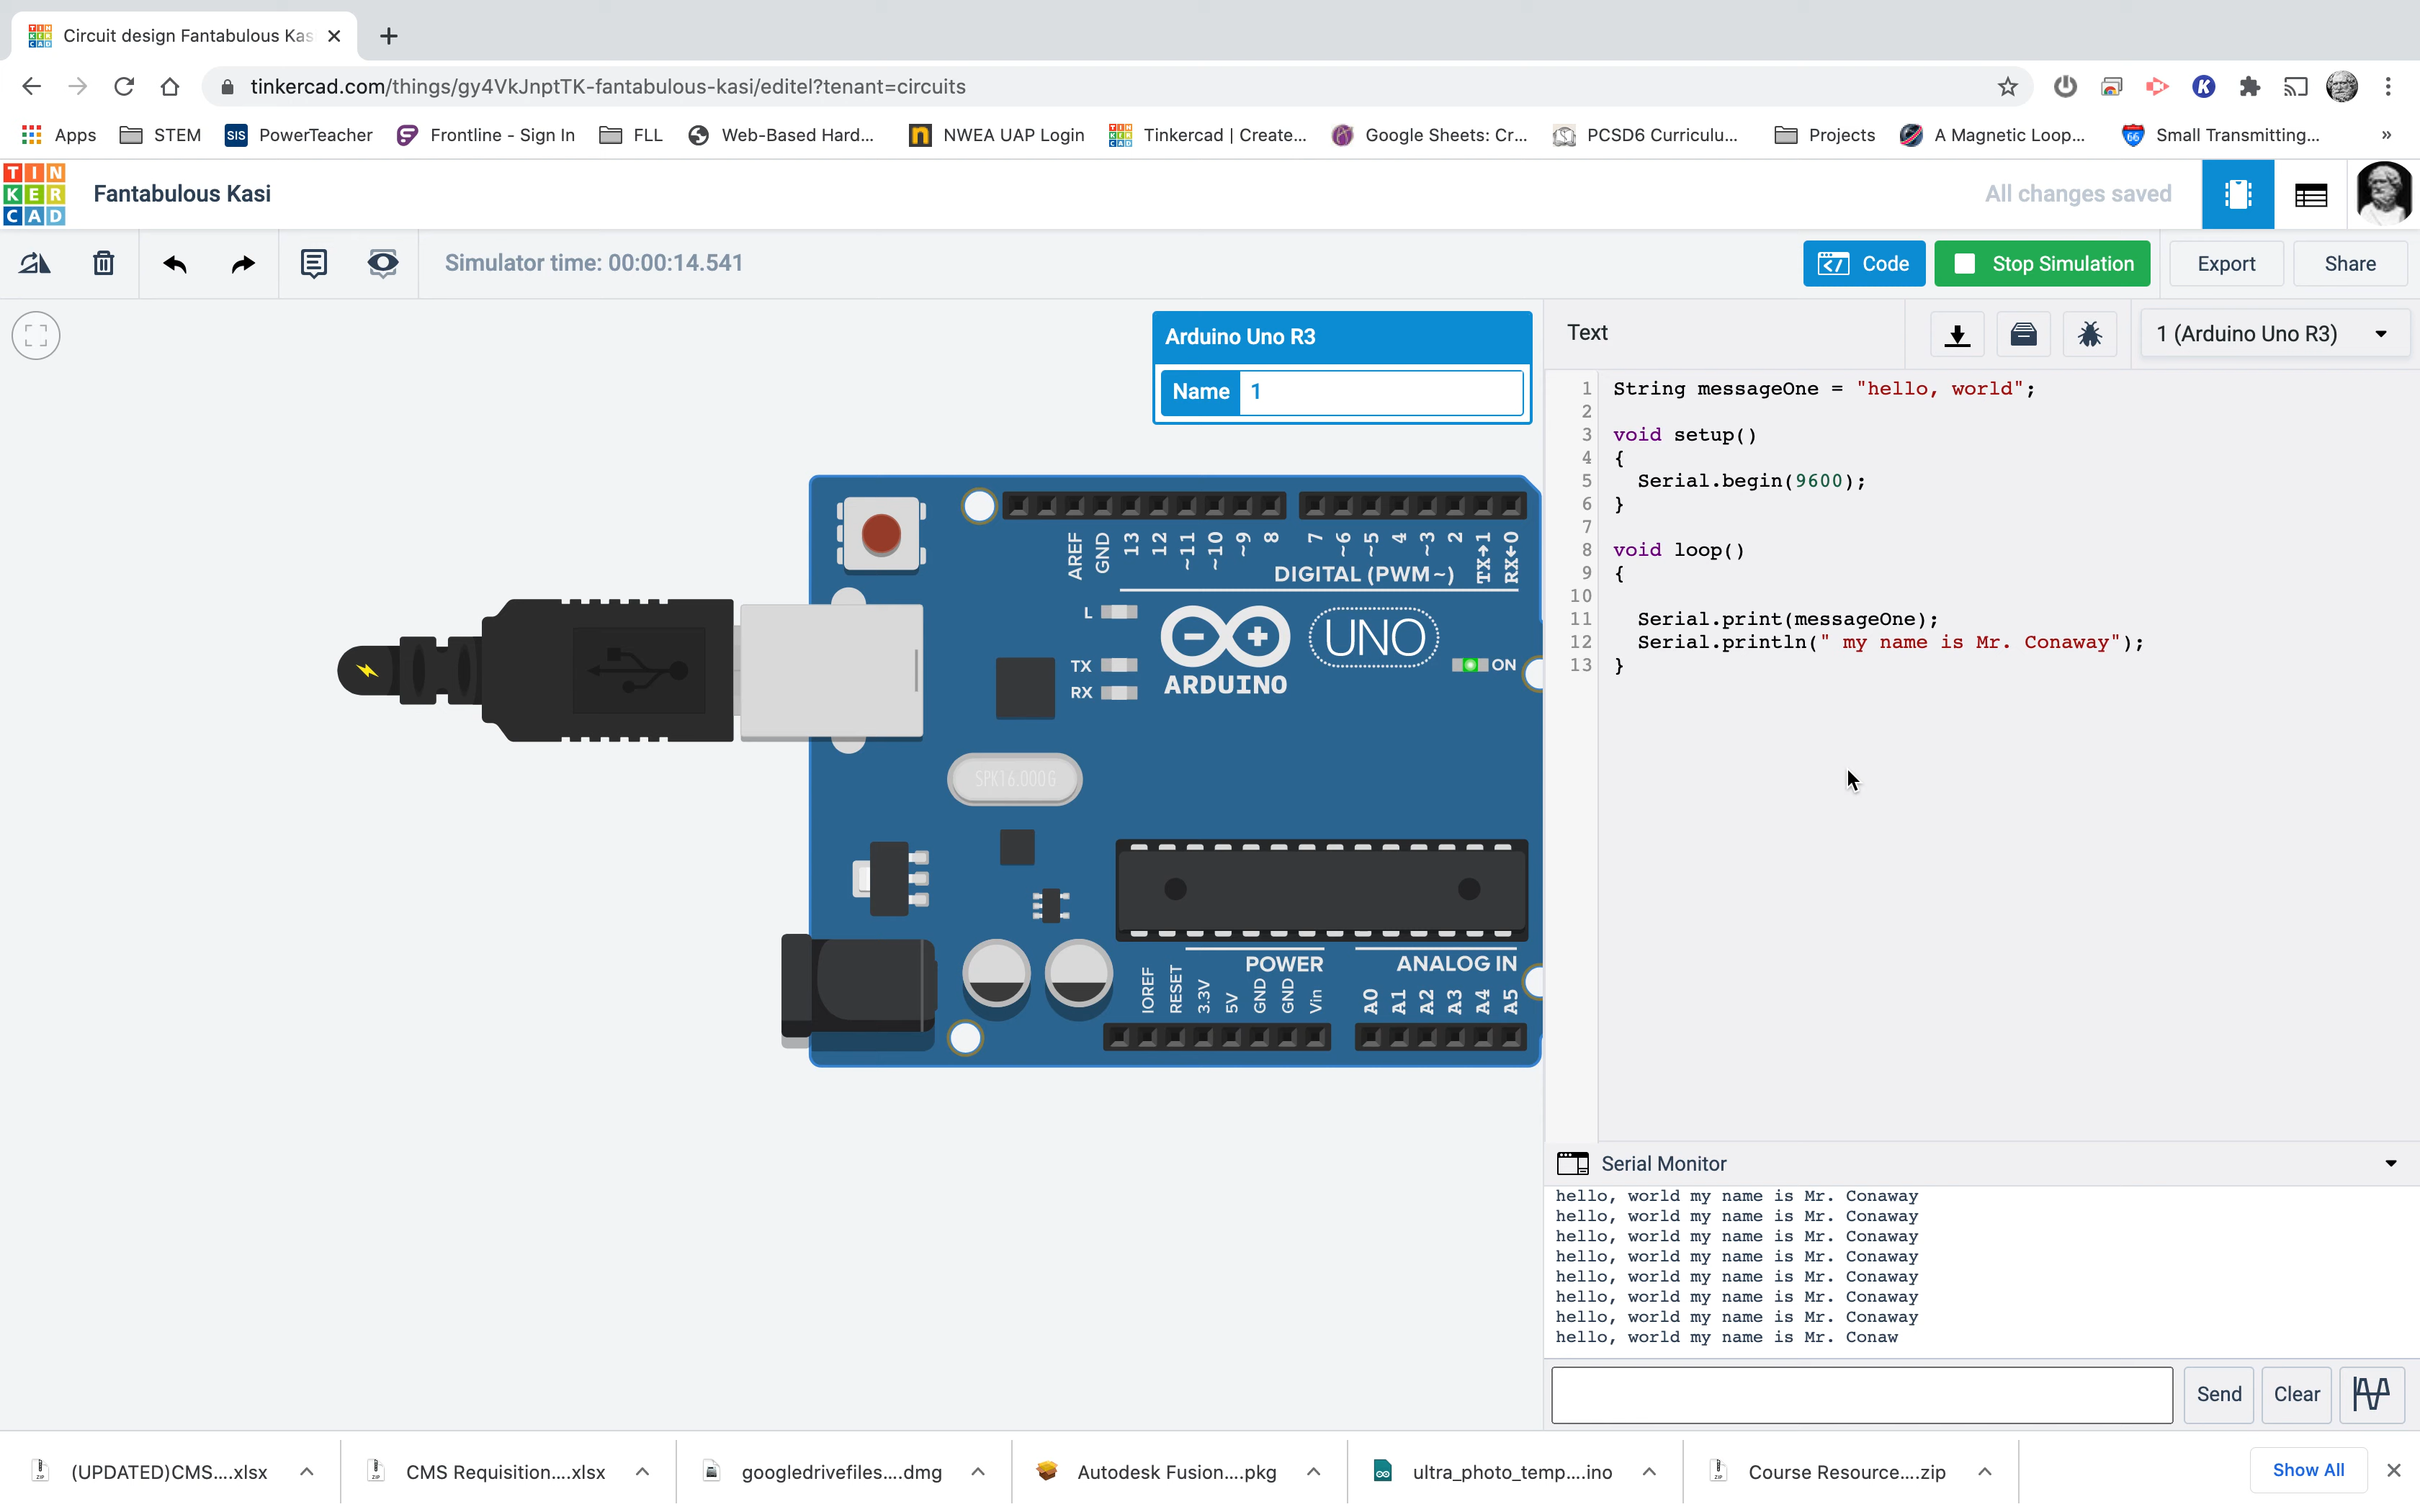 Circuit design Fantabulous Kas
tinkercad.com/things/gy4VkJnptTK-fantabulous-kasi/editel?tenant=circuits
Apps STEM SIS PowerTeacher Frontline - Sign In FLL Web-Based Hard... NWEA UAP Login Tinkercad | Create... Google Sheets: Cr... PCSD6 Curriculu... Projects A Magnetic Loop... 66 Small Transmitting... »
TIN
KER
CAD
Fantabulous Kasi
All changes saved
Simulator time: 00:00:14.541
Code
Stop Simulation
Export
Share
Arduino Uno R3
Name 1
Text
1 (Arduino Uno R3)
1 String messageOne = "hello, world";
2
3 void setup()
4 {
5 Serial.begin(9600);
6 }
7
8 void loop()
9 {
10
11 Serial.print(messageOne);
12 Serial.println(" my name is Mr. Conaway");
13 }
AREF GND 13 12 ~11 ~10 ~9 8 7 ~6 ~5 4 ~3 2 TX→1 RX←0
DIGITAL (PWM~)
L
TX
RX
UNO
ARDUINO
ON
SPK16.000G
POWER
ANALOG IN
IOREF RESET 3.3V 5V GND GND Vin A0 A1 A2 A3 A4 A5
Serial Monitor
hello, world my name is Mr. Conaway
hello, world my name is Mr. Conaway
hello, world my name is Mr. Conaway
hello, world my name is Mr. Conaway
hello, world my name is Mr. Conaway
hello, world my name is Mr. Conaway
hello, world my name is Mr. Conaway
hello, world my name is Mr. Conaw
Send
Clear
(UPDATED)CMS....xlsx
CMS Requisition....xlsx
googledrivefiles....dmg
Autodesk Fusion....pkg
ultra_photo_temp....ino
Course Resource....zip
Show All